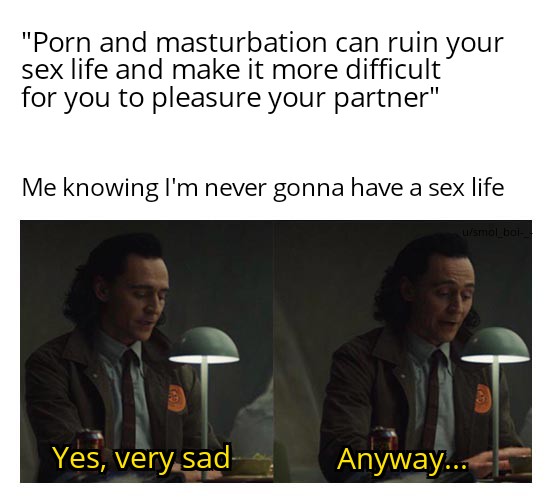 "Porn and masturbation can ruin your
sex life and make it more difficult
for you to pleasure your partner"
Me knowing I'm never gonna have a sex life
Yes, very sad
Anyway...